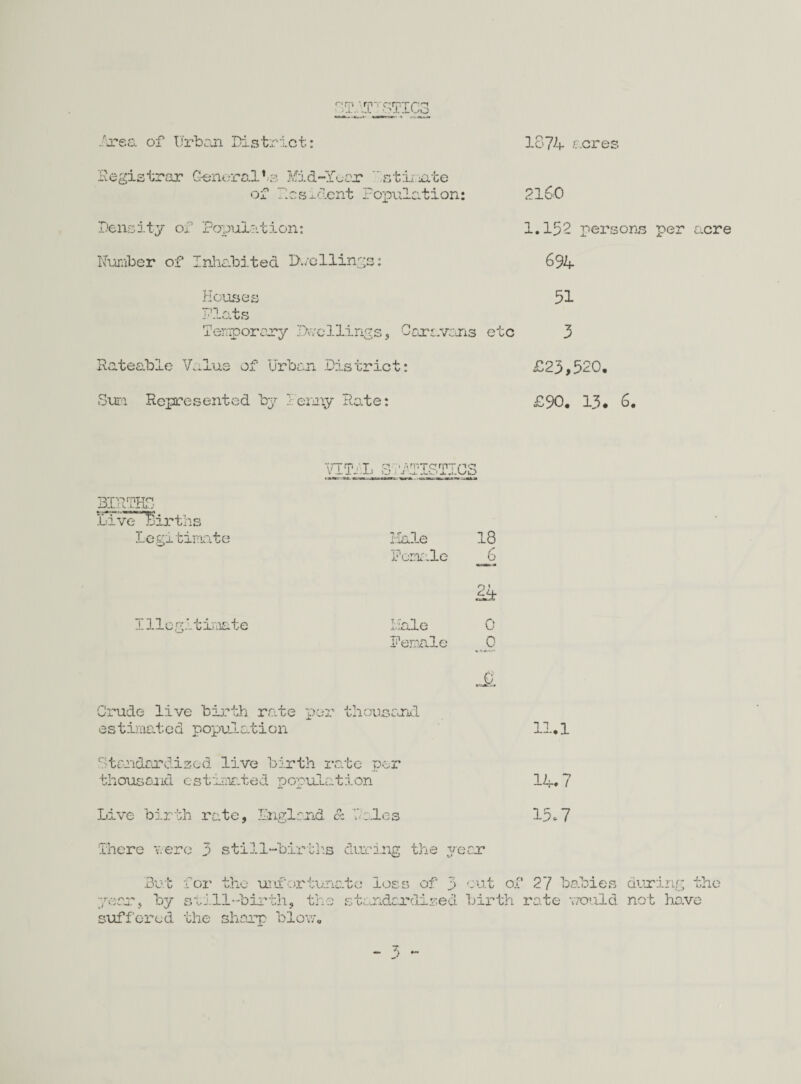 STATISTICS
Area of Urban District: 1874 acres
Registrar General's Mid-Year Estimate
of Resident Population: 2160
Density of Population: 1.152 persons per acre
Number of Inhabited Dwellings: 694
Houses 51
Flats
Temporary Dwellings, Caravans etc 3
Rateable Value of Urban District: £23,520.
Sum Represented by Penny Rate: £90. 13. 6.
VITAL STATISTICS
BIRTHS
Live Births
Legitimate Male 18
Female 6
24
Illegitimate Male 0
Female 0
0
Crude live birth rate per thousand
estimated population 11.1
Standardized live birth rate per
thousand estimated population 14.7
Live birth rate, England & Wales 15.7
There were 3 still-births during the year
But for the unfortunate loss of 3 out of 27 babies during the
year, by still-birth, the standardized birth rate would not have
suffered the sharp blow.
- 3 -